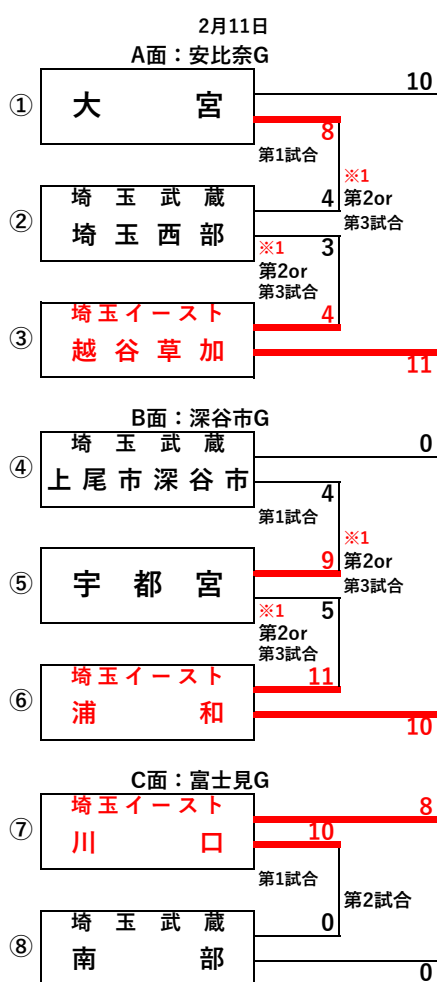 2月11日
A面：安比奈G
10
① 大宮
8
第1試合
※1
埼玉武蔵
4
第2or
② 埼玉西部
第3試合
※1
3
第2or
第3試合
埼玉イースト
4
③ 越谷草加
11
B面：深谷市G
埼玉武蔵
0
④ 上尾市深谷市
4
第1試合
※1
9
第2or
⑤ 宇都宮
第3試合
※1
5
第2or
第3試合
埼玉イースト
11
⑥ 浦和
10
C面：富士見G
埼玉イースト
8
⑦ 川口
10
第1試合
第2試合
埼玉武蔵
0
⑧ 南部
0